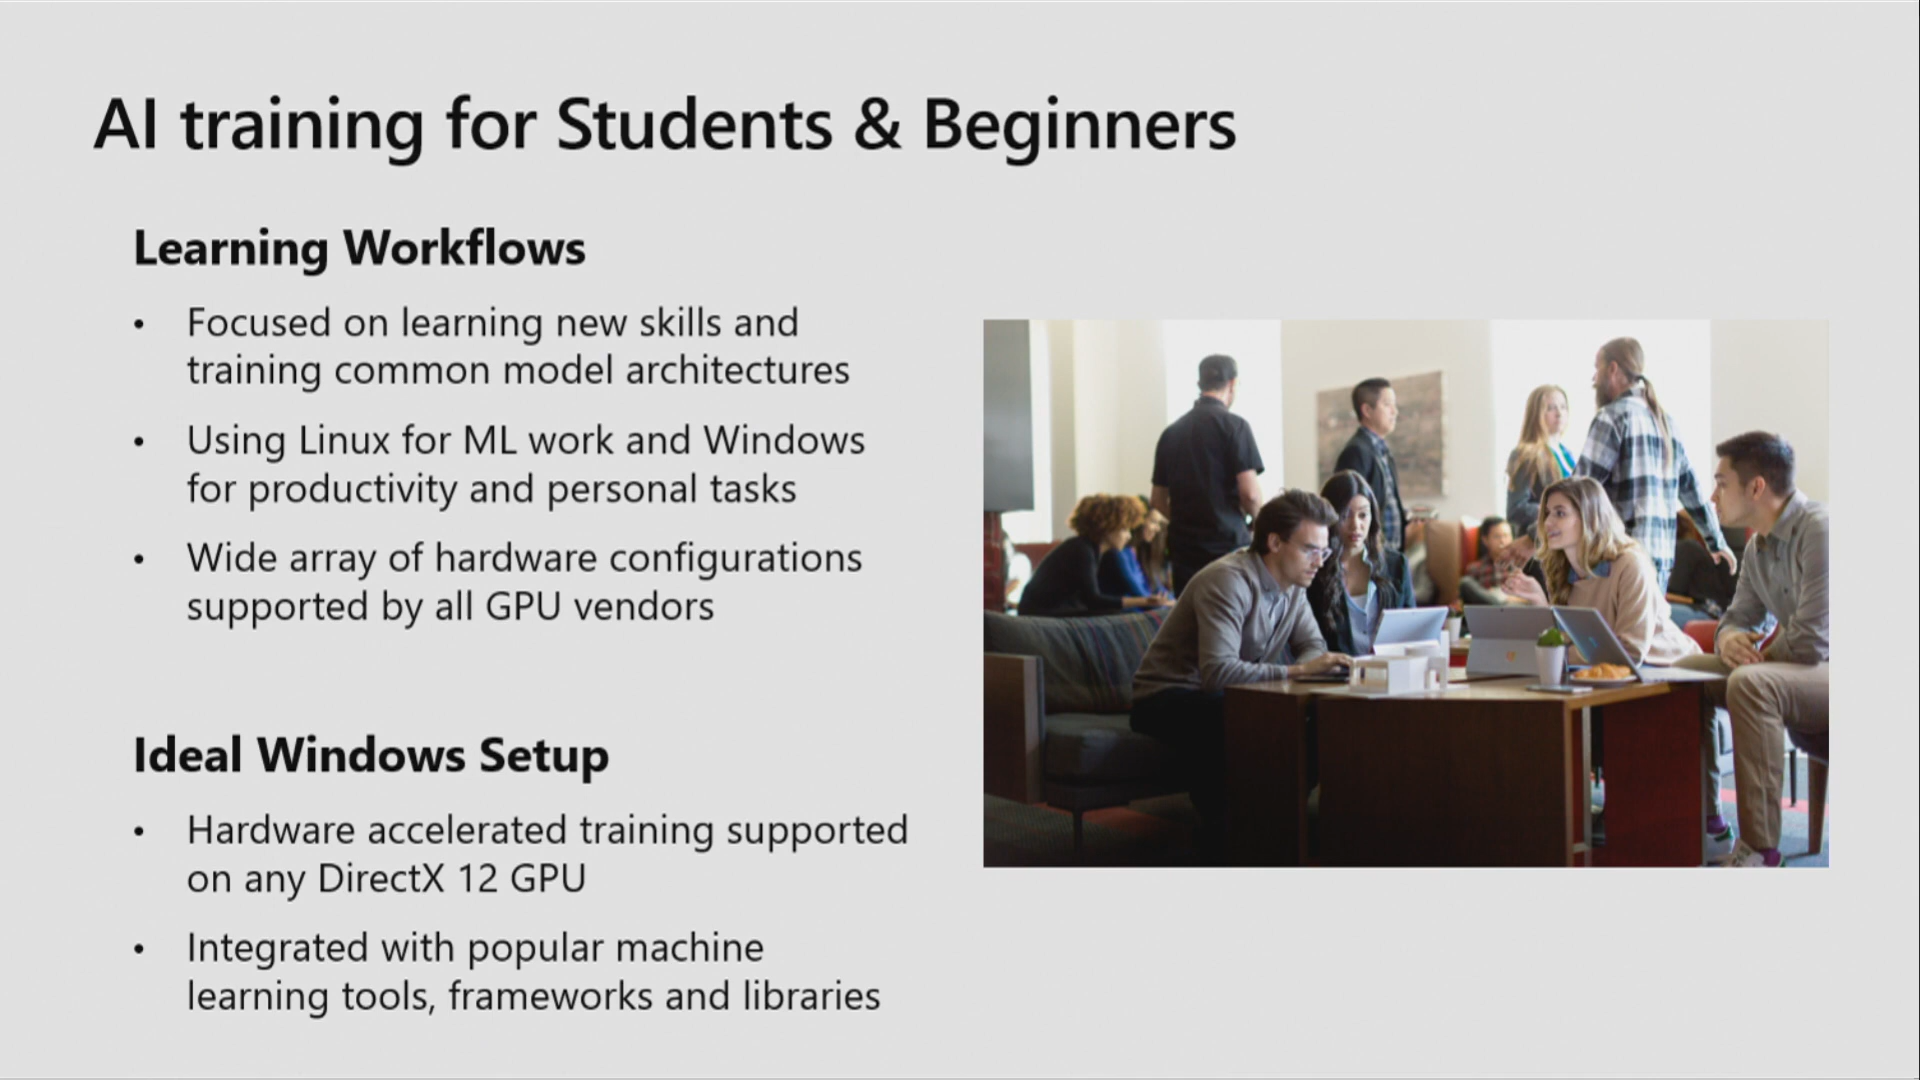 AI training for Students & Beginners
Learning Workflows
• Focused on learning new skills and
training common model architectures
• Using Linux for ML work and Windows
for productivity and personal tasks
• Wide array of hardware configurations
supported by all GPU vendors
Ideal Windows Setup
• Hardware accelerated training supported
on any DirectX 12 GPU
• Integrated with popular machine
learning tools, frameworks and libraries